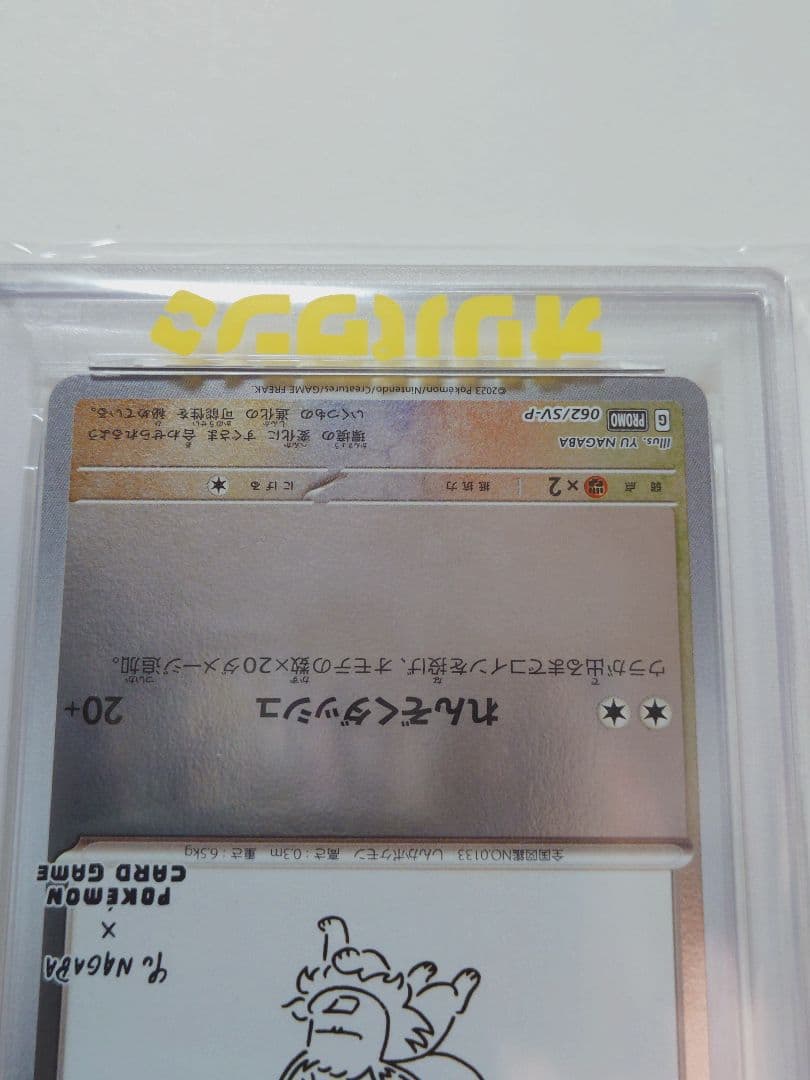 Yu NAGABA
×
POKÉMON
CARD GAME
全国図鑑NO.0133 しんかポケモン 高さ:0.3m 重さ:6.5kg
れんぞくダッシュ 20+
ウラが出るまでコインを投げ、オモテの数×20ダメージ追加。
弱点 ×2 抵抗力 にげる
Illus. YU NAGABA
G PROMO 062/SV-P
環境の 変化に すぐさま 合わせられるよう
いくつもの 進化の 可能性を 秘めている。
©2023 Pokémon/Nintendo/Creatures/GAME FREAK.
オリパワン